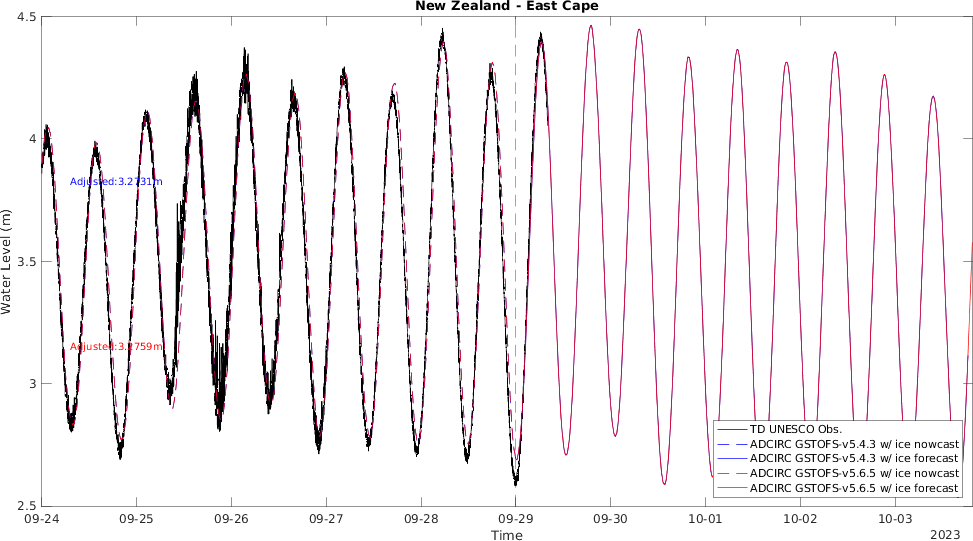 New Zealand - East Cape
4.5
4
3.5
3
2.5
Water Level (m)
Adjusted:3.2731m
Adjusted:3.2759m
TD UNESCO Obs.
ADCIRC GSTOFS-v5.4.3 w/ ice nowcast
ADCIRC GSTOFS-v5.4.3 w/ ice forecast
ADCIRC GSTOFS-v5.6.5 w/ ice nowcast
ADCIRC GSTOFS-v5.6.5 w/ ice forecast
09-24 09-25 09-26 09-27 09-28 09-29 09-30 10-01 10-02 10-03
Time
2023